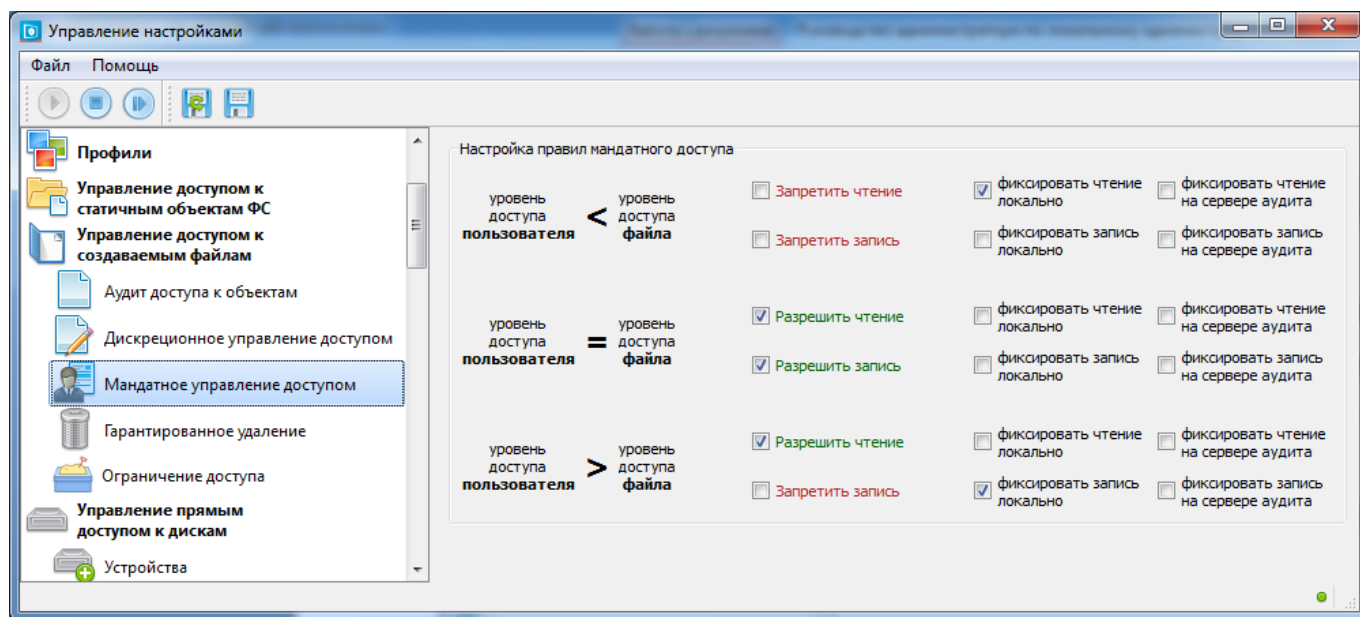 Управление настройками
Файл Помощь
Профили
Управление доступом к
статичным объектам ФС
Управление доступом к
создаваемым файлам
Аудит доступа к объектам
Дискреционное управление доступом
Мандатное управление доступом
Гарантированное удаление
Ограничение доступа
Управление прямым
доступом к дискам
Устройства
Настройка правил мандатного доступа
уровень
доступа
пользователя
<
уровень
доступа
файла
Запретить чтение
фиксировать чтение
локально
фиксировать чтение
на сервере аудита
Запретить запись
фиксировать запись
локально
фиксировать запись
на сервере аудита
уровень
доступа
пользователя
=
уровень
доступа
файла
Разрешить чтение
фиксировать чтение
локально
фиксировать чтение
на сервере аудита
Разрешить запись
фиксировать запись
локально
фиксировать запись
на сервере аудита
уровень
доступа
пользователя
>
уровень
доступа
файла
Разрешить чтение
фиксировать чтение
локально
фиксировать чтение
на сервере аудита
Запретить запись
фиксировать запись
локально
фиксировать запись
на сервере аудита